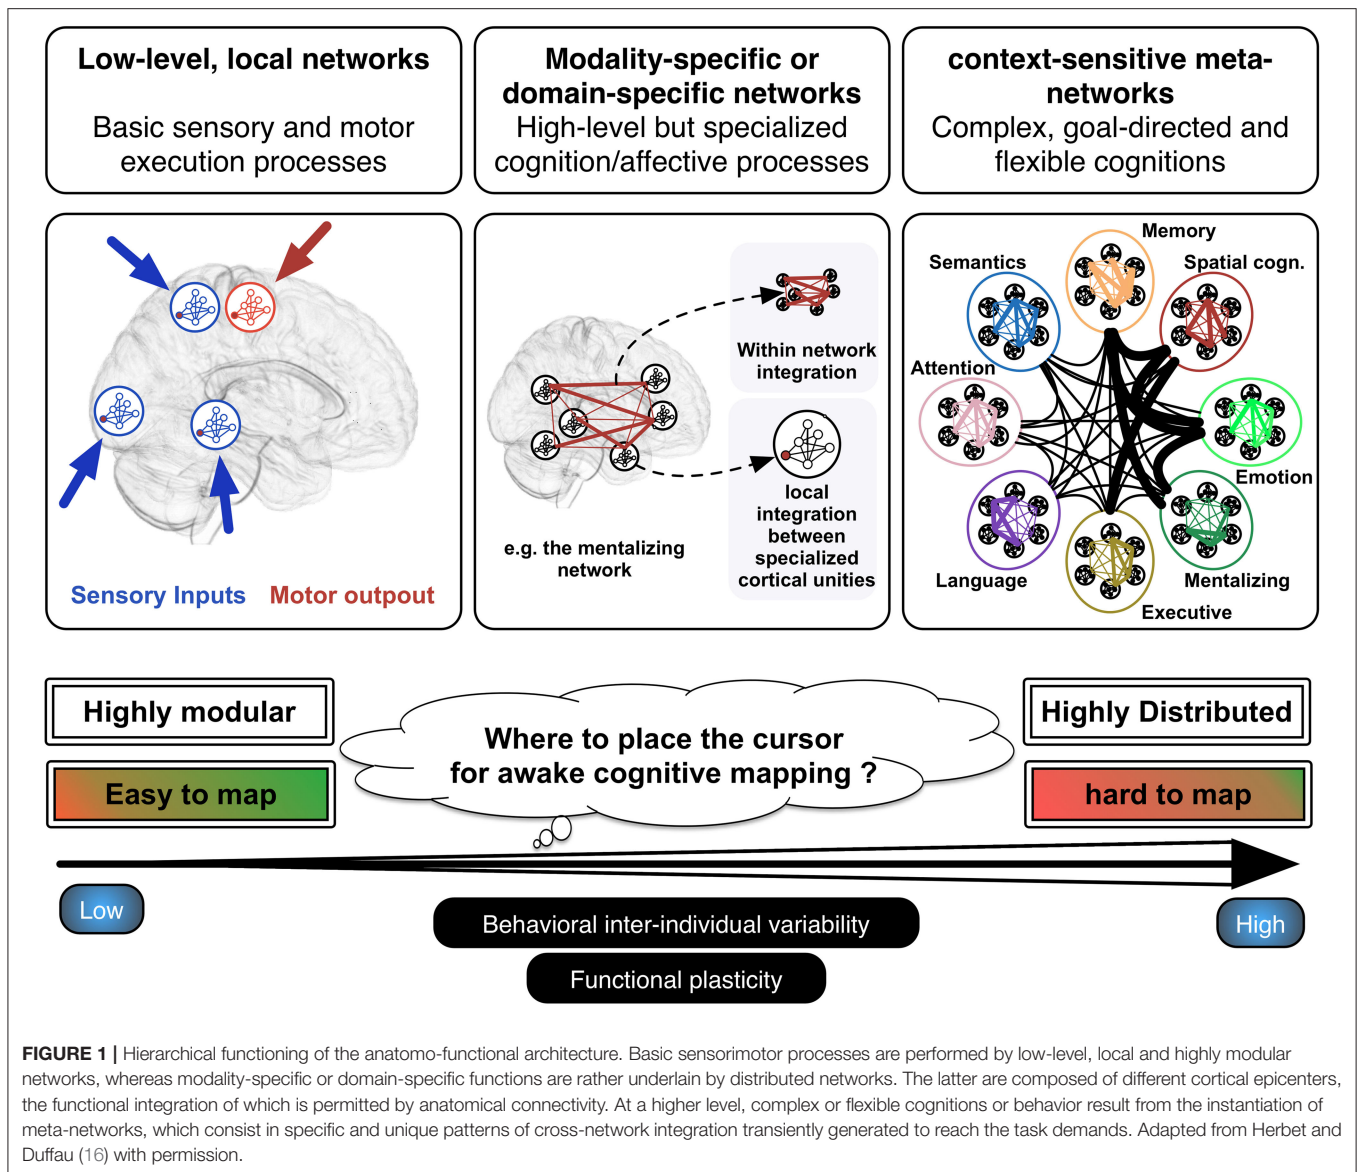 Low-level, local networks
Basic sensory and motor
execution processes
Modality-specific or
domain-specific networks
High-level but specialized
cognition/affective processes
context-sensitive meta-
networks
Complex, goal-directed and
flexible cognitions
Sensory Inputs
Motor outpout
Within network
integration
local
integration
between
specialized
cortical unities
e.g. the mentalizing
network
Memory
Semantics
Spatial cogn.
Attention
Emotion
Language
Mentalizing
Executive
Highly modular
Easy to map
Where to place the cursor
for awake cognitive mapping ?
Highly Distributed
hard to map
Low
High
Behavioral inter-individual variability
Functional plasticity
FIGURE 1 | Hierarchical functioning of the anatomo-functional architecture. Basic sensorimotor processes are performed by low-level, local and highly modular
networks, whereas modality-specific or domain-specific functions are rather underlain by distributed networks. The latter are composed of different cortical epicenters,
the functional integration of which is permitted by anatomical connectivity. At a higher level, complex or flexible cognitions or behavior result from the instantiation of
meta-networks, which consist in specific and unique patterns of cross-network integration transiently generated to reach the task demands. Adapted from Herbet and
Duffau (16) with permission.